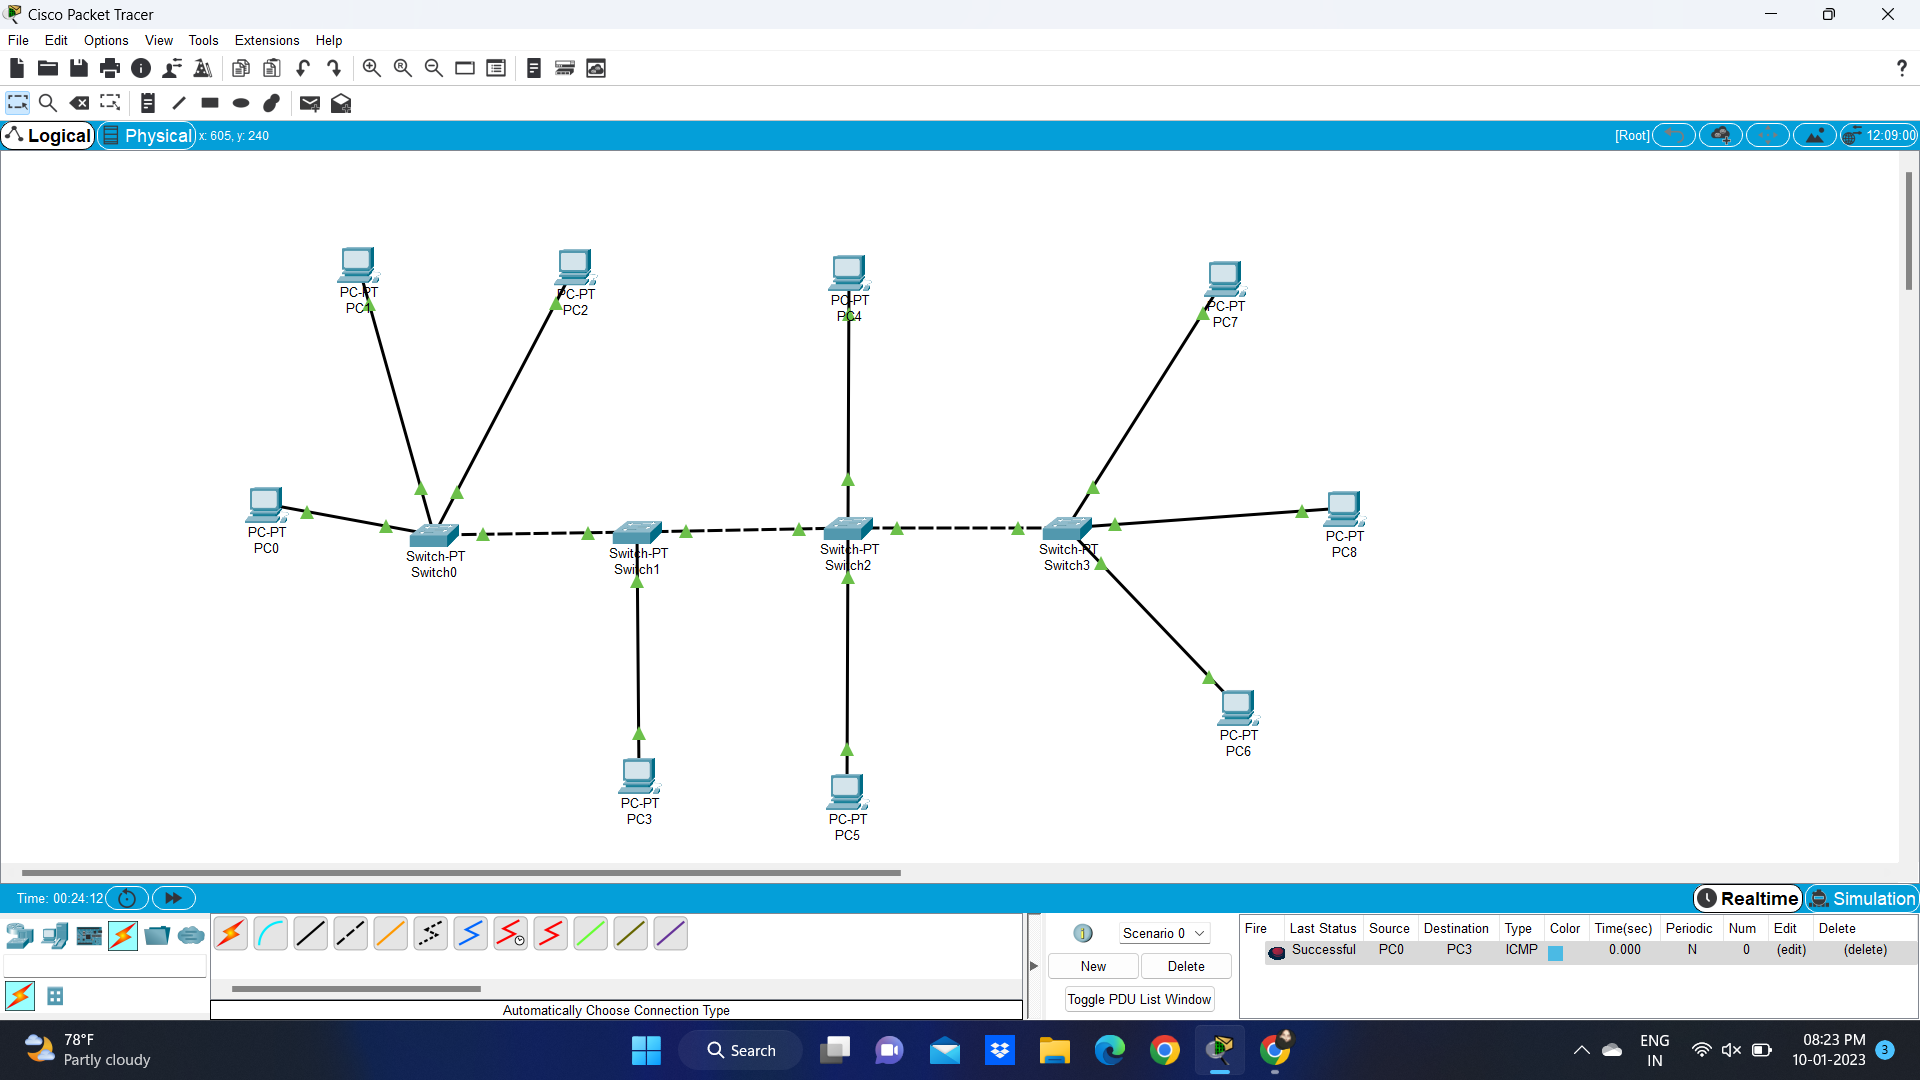 Cisco Packet Tracer
File Edit Options View Tools Extensions Help
?
Logical Physical x: 605, y: 240 [Root] 12:09:00
PC-PT
PC1
PC-PT
PC2
PC-PT
PC4
PC-PT
PC7
PC-PT
PC0
Switch-PT
Switch0
Switch-PT
Switch1
Switch-PT
Switch2
Switch-PT
Switch3
PC-PT
PC8
PC-PT
PC6
PC-PT
PC3
PC-PT
PC5
Time: 00:24:12 Realtime Simulation
Scenario 0
New Delete
Toggle PDU List Window
Fire Last Status Source Destination Type Color Time(sec) Periodic Num Edit Delete
Successful PC0 PC3 ICMP 0.000 N 0 (edit) (delete)
Automatically Choose Connection Type
78°F
Partly cloudy
Search
ENG
IN
08:23 PM
10-01-2023
3